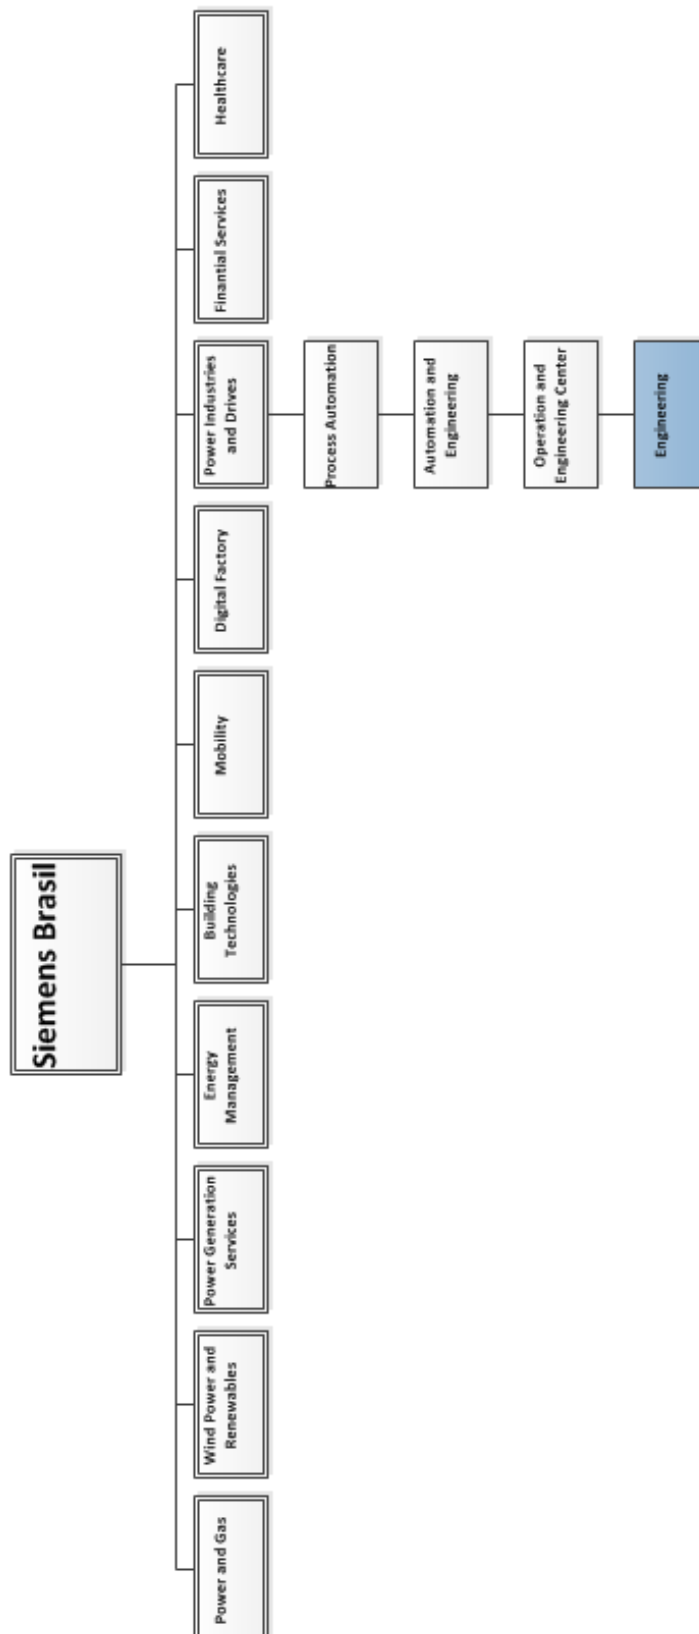 Siemens Brasil
Power and Gas
Wind Power and
Renewables
Power Generation
Services
Energy
Management
Building
Technologies
Mobility
Digital Factory
Power Industries
and Drives
Finantial Services
Healthcare
Process Automation
Automation and
Engineering
Operation and
Engineering Center
Engineering